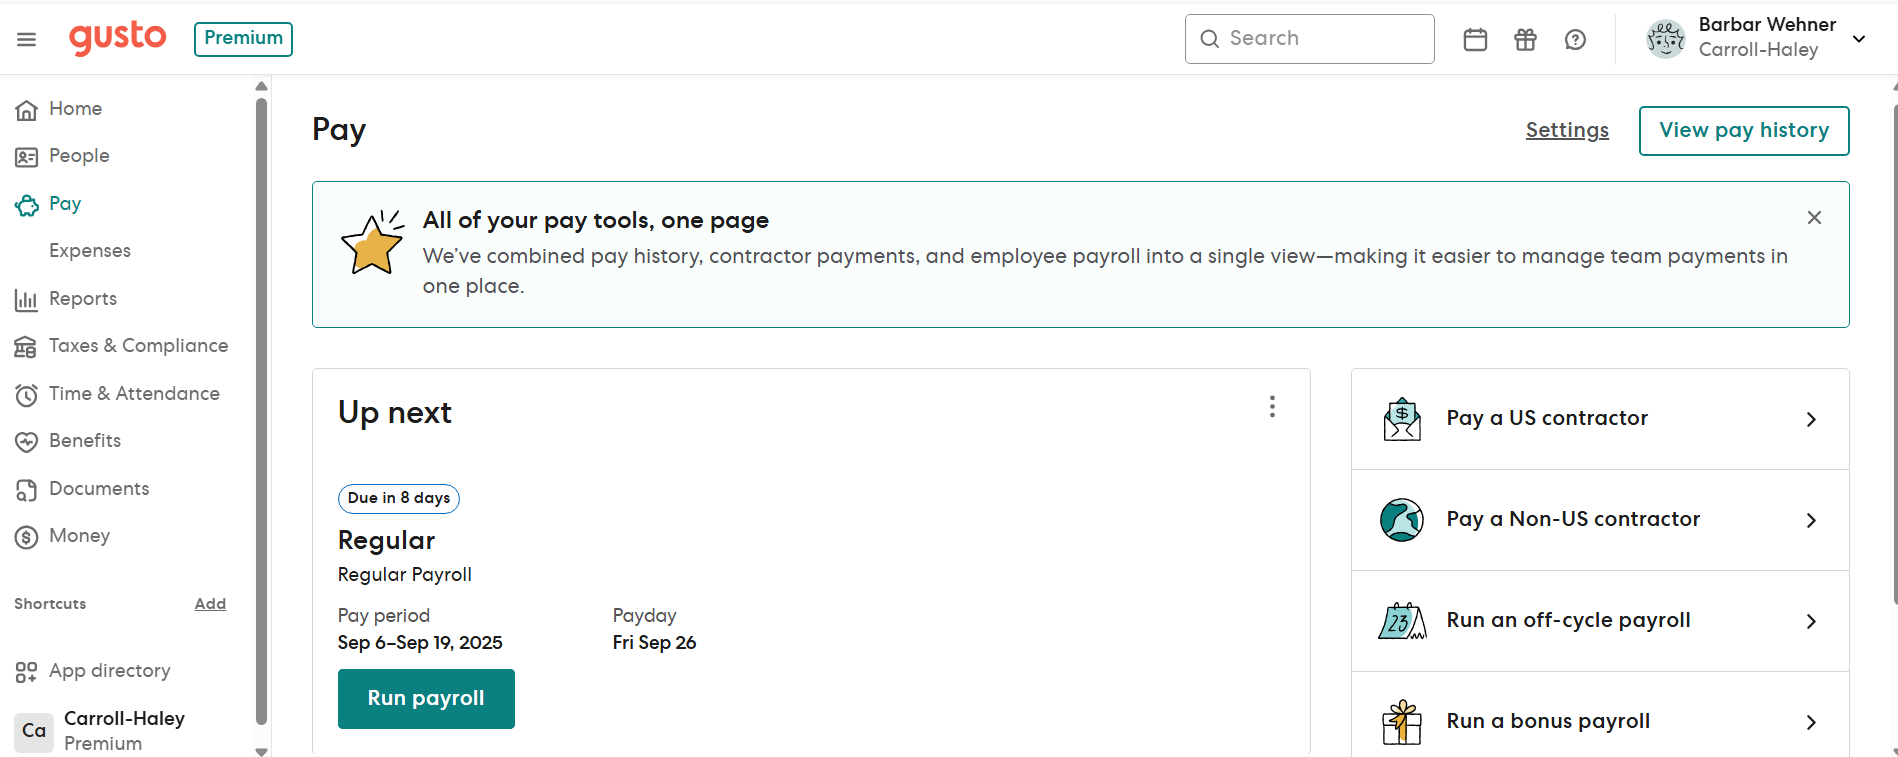 gusto
Premium
Search
Barbar Wehner
Carroll-Haley
Home
People
Pay
Expenses
Reports
Taxes & Compliance
Time & Attendance
Benefits
Documents
Money
Shortcuts Add
App directory
Ca
Carroll-Haley
Premium
Pay
Settings
View pay history
All of your pay tools, one page
We’ve combined pay history, contractor payments, and employee payroll into a single view—making it easier to manage team payments in
one place.
Up next
Due in 8 days
Regular
Regular Payroll
Pay period
Sep 6–Sep 19, 2025
Payday
Fri Sep 26
Run payroll
$
Pay a US contractor
Pay a Non-US contractor
23
Run an off-cycle payroll
Run a bonus payroll